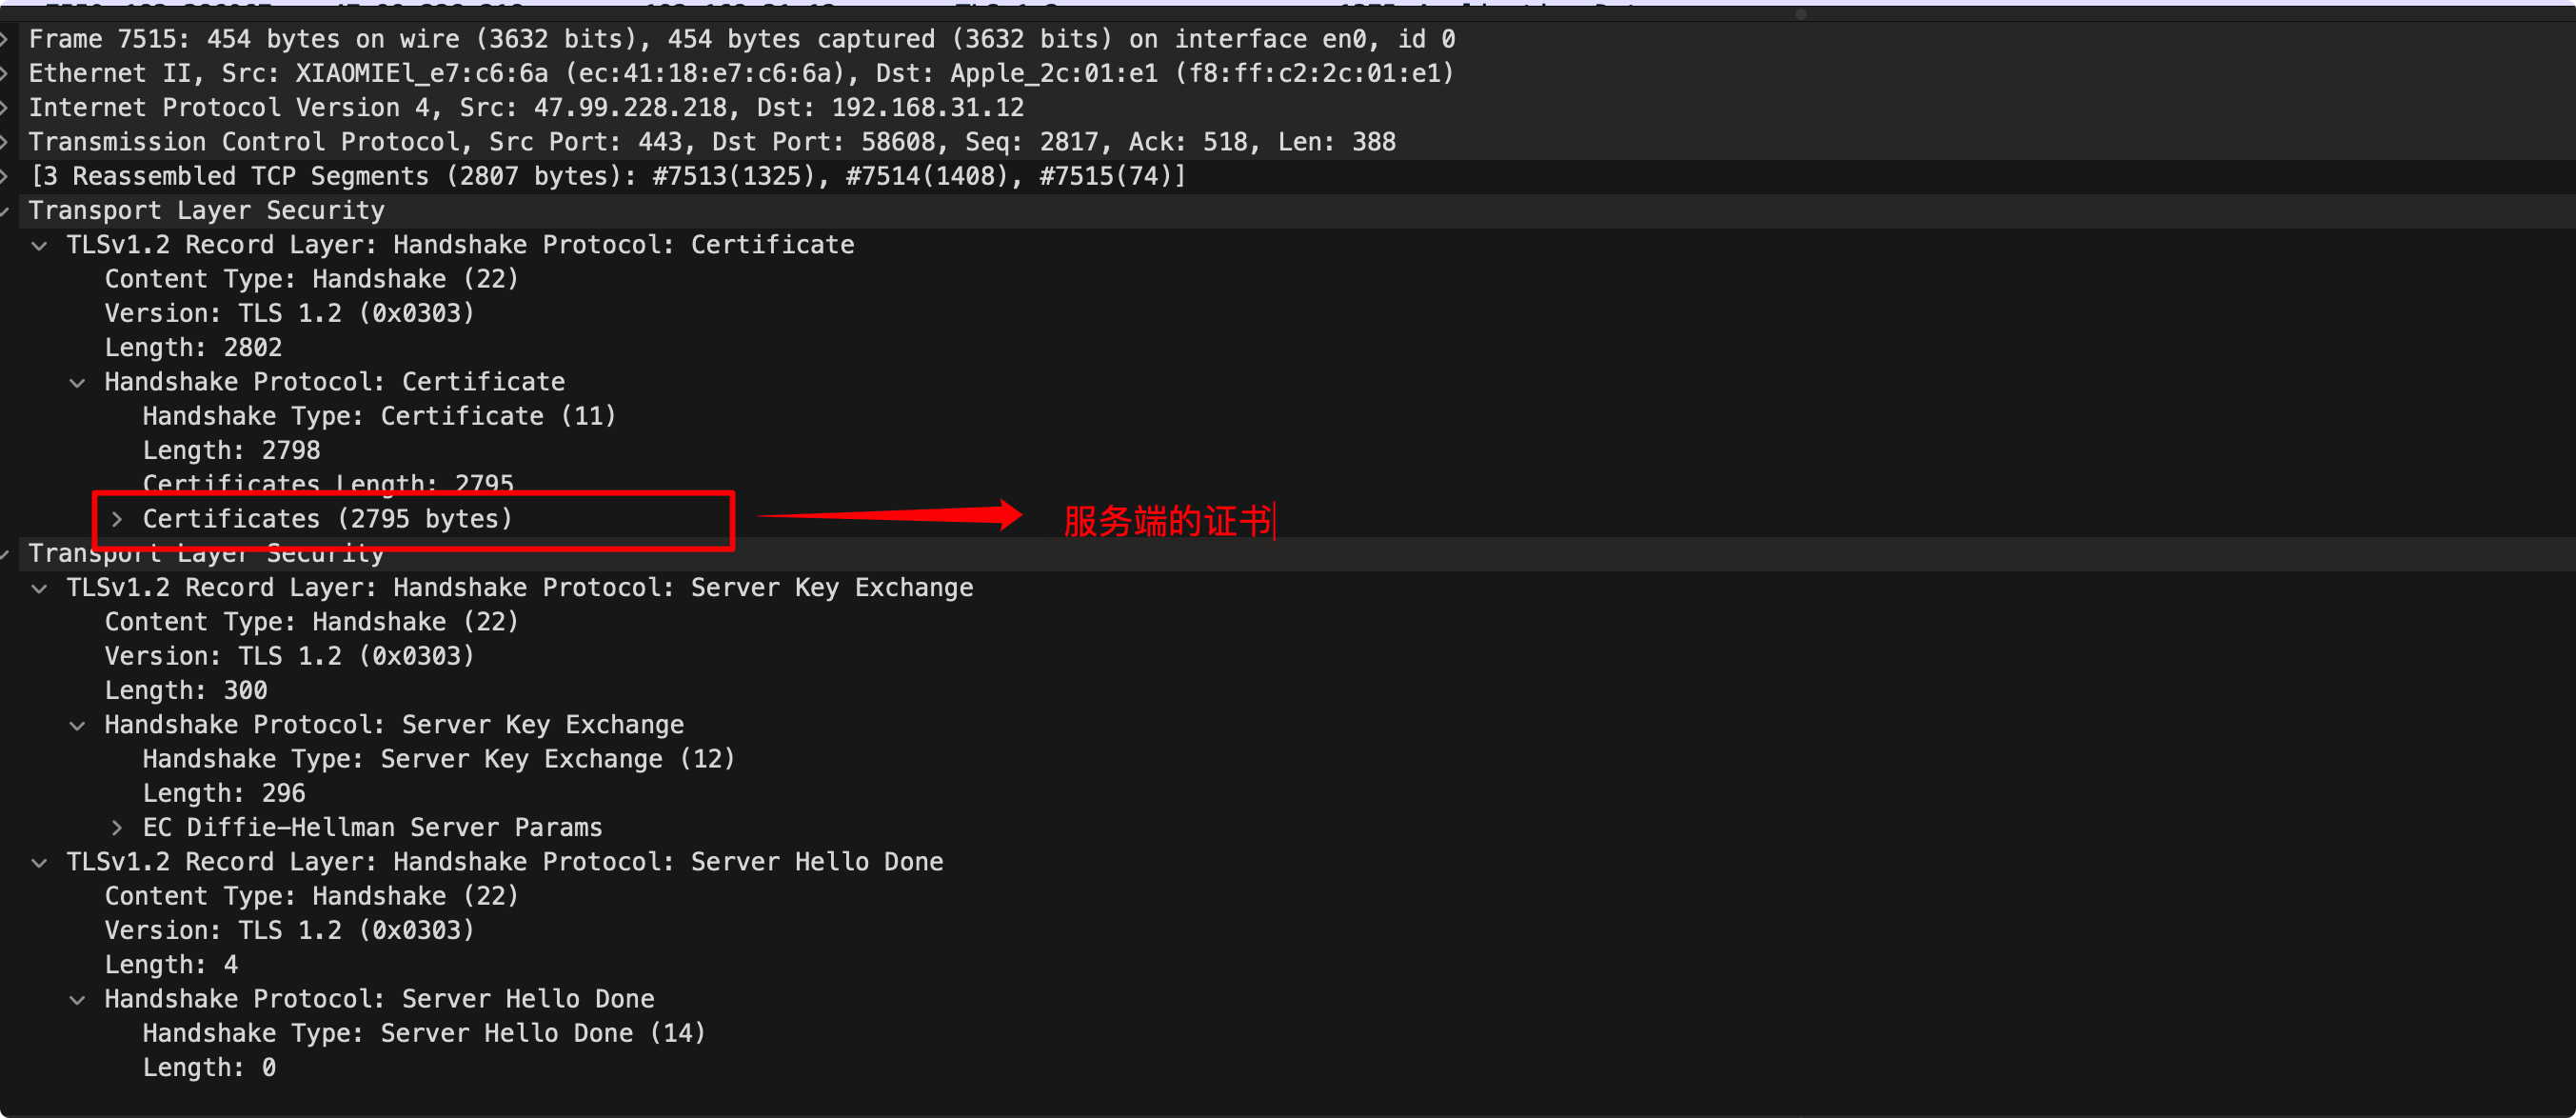 Frame 7515: 454 bytes on wire (3632 bits), 454 bytes captured (3632 bits) on interface en0, id 0
Ethernet II, Src: XIAOMIEl_e7:c6:6a (ec:41:18:e7:c6:6a), Dst: Apple_2c:01:e1 (f8:ff:c2:2c:01:e1)
Internet Protocol Version 4, Src: 47.99.228.218, Dst: 192.168.31.12
Transmission Control Protocol, Src Port: 443, Dst Port: 58608, Seq: 2817, Ack: 518, Len: 388
[3 Reassembled TCP Segments (2807 bytes): #7513(1325), #7514(1408), #7515(74)]
Transport Layer Security
TLSv1.2 Record Layer: Handshake Protocol: Certificate
Content Type: Handshake (22)
Version: TLS 1.2 (0x0303)
Length: 2802
Handshake Protocol: Certificate
Handshake Type: Certificate (11)
Length: 2798
Certificates Length: 2795
Certificates (2795 bytes)
服务端的证书
Transport Layer Security
TLSv1.2 Record Layer: Handshake Protocol: Server Key Exchange
Content Type: Handshake (22)
Version: TLS 1.2 (0x0303)
Length: 300
Handshake Protocol: Server Key Exchange
Handshake Type: Server Key Exchange (12)
Length: 296
EC Diffie-Hellman Server Params
TLSv1.2 Record Layer: Handshake Protocol: Server Hello Done
Content Type: Handshake (22)
Version: TLS 1.2 (0x0303)
Length: 4
Handshake Protocol: Server Hello Done
Handshake Type: Server Hello Done (14)
Length: 0